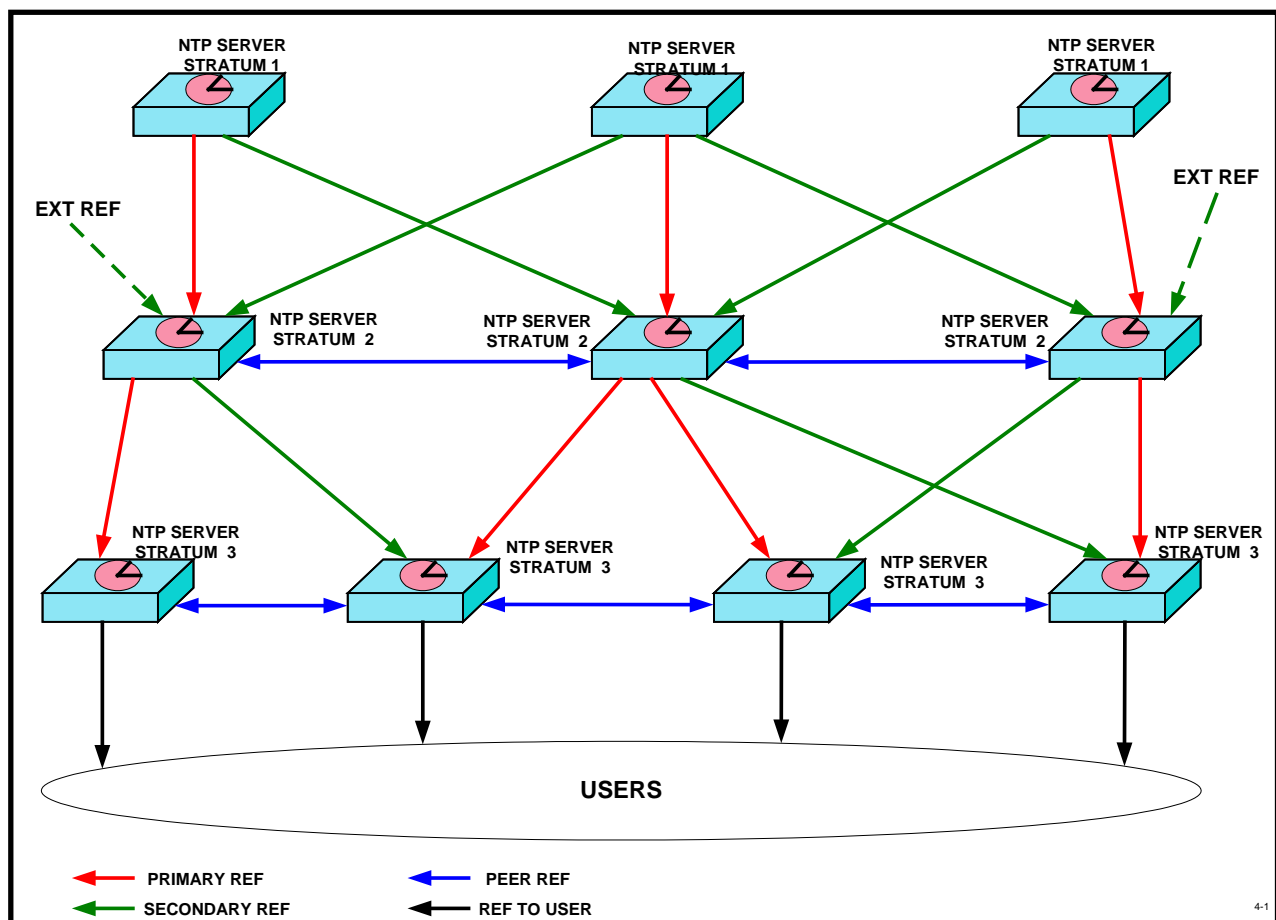 NTP SERVER
STRATUM 1
NTP SERVER
STRATUM 1
NTP SERVER
STRATUM 1
EXT REF
EXT REF
NTP SERVER
STRATUM 2
NTP SERVER
STRATUM 2
NTP SERVER
STRATUM 2
NTP SERVER
STRATUM 3
NTP SERVER
STRATUM 3
NTP SERVER
STRATUM 3
NTP SERVER
STRATUM 3
USERS
PRIMARY REF
PEER REF
SECONDARY REF
REF TO USER
4-1